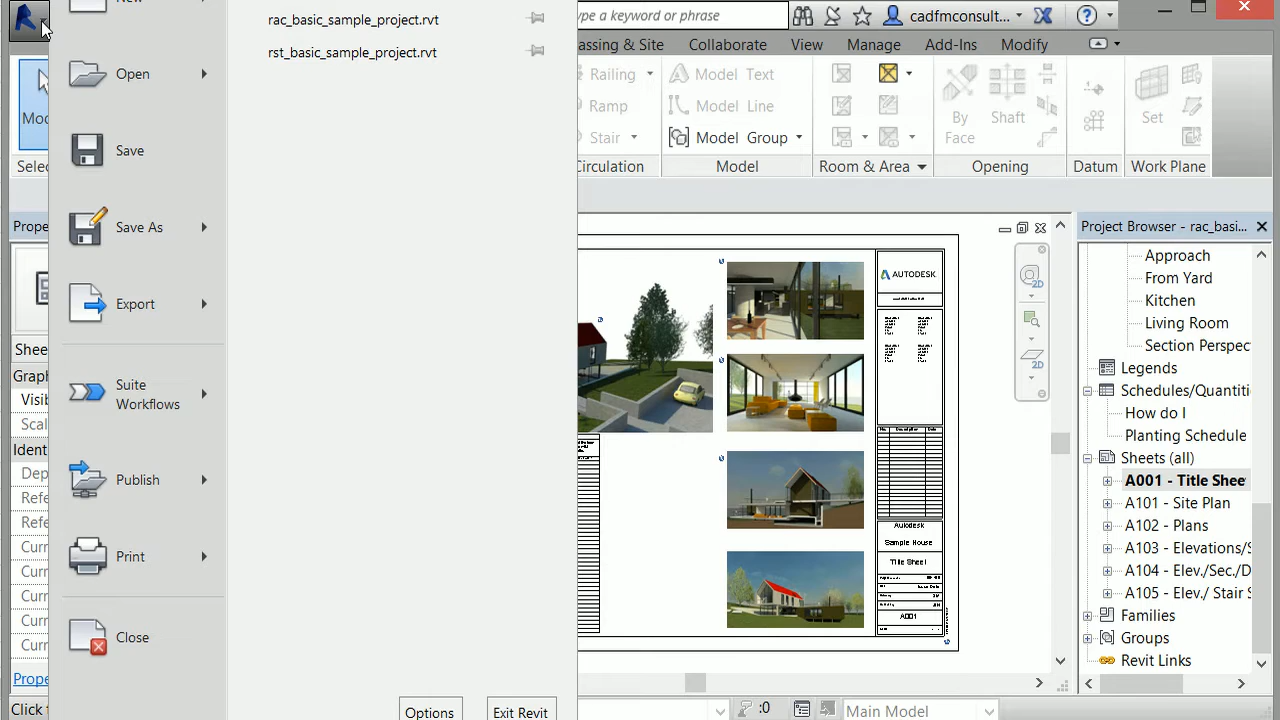 rac_basic_sample_project.rvt
rst_basic_sample_project.rvt
ype a keyword or phrase
cadfmconsult...
Open
Save
Save As
Export
Suite
Workflows
Publish
Print
Close
Options
Exit Revit
assing & Site
Collaborate
View
Manage
Add-Ins
Modify
Railing
Ramp
Stair
Circulation
Model Text
Model Line
Model Group
Model
Room & Area
By
Face
Shaft
Opening
Datum
Set
Work Plane
Mod
Selec
Prope
Shee
Grap
Visib
Scal
Ident
Dep
Refe
Refe
Curr
Curr
Curr
Curr
Curr
Prope
Click
AUTODESK
Autodesk
Sample House
Title Sheet
A001
2D
2D
Project Browser - rac_basi...
Approach
From Yard
Kitchen
Living Room
Section Perspec
Legends
Schedules/Quantiti
How do I
Planting Schedule
Sheets (all)
A001 - Title Shee
A101 - Site Plan
A102 - Plans
A103 - Elevations/S
A104 - Elev./Sec./D
A105 - Elev./ Stair S
Families
Groups
Revit Links
:0
Main Model